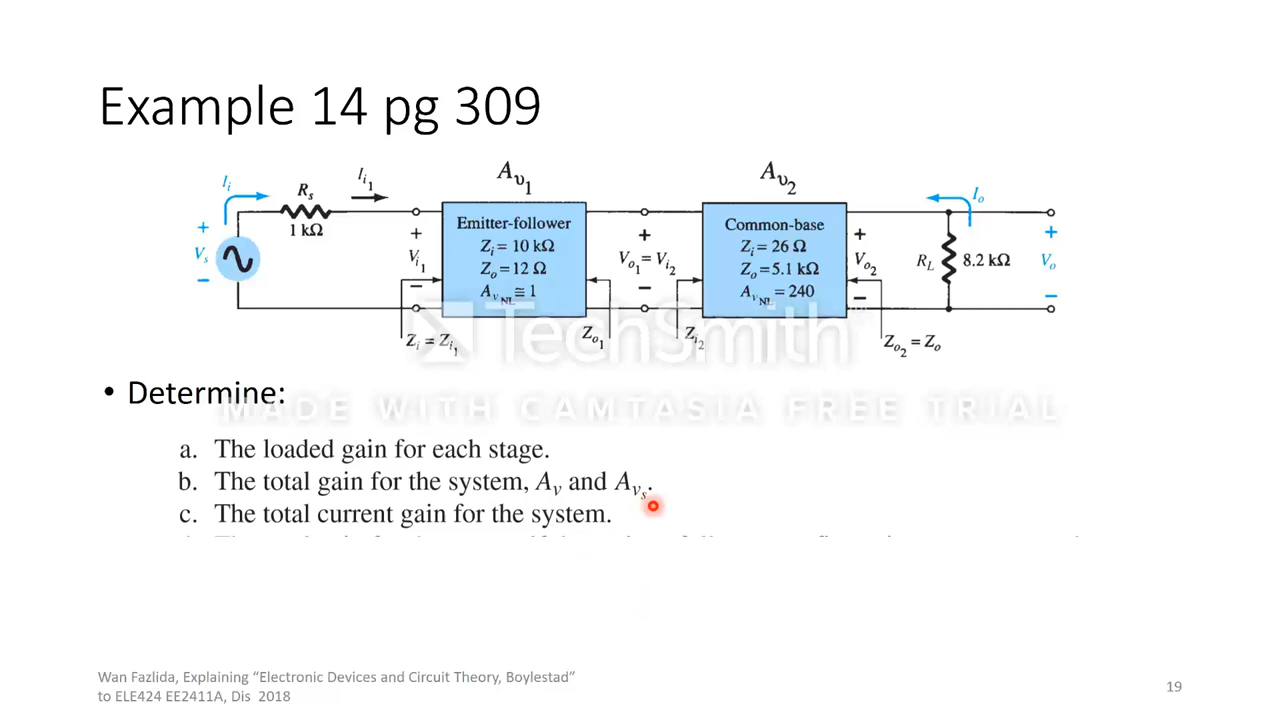 Example 14 pg 309
A_υ1
A_υ2
I_i
R_s
I_i1
I_o
1 kΩ
Emitter-follower
Z_i = 10 kΩ
Z_o = 12 Ω
A_vNL ≅ 1
Common-base
Z_i = 26 Ω
Z_o = 5.1 kΩ
A_vNL = 240
+
V_s
−
+
V_i1
−
+
V_o1 = V_i2
−
+
V_o2
−
R_L
8.2 kΩ
+
V_o
−
Z_i = Z_i1
Z_o1
Z_i2
Z_o2 = Z_o
TechSmith
MADE WITH CAMTASIA FREE TRIAL
• Determine:
a. The loaded gain for each stage.
b. The total gain for the system, A_v and A_vs.
c. The total current gain for the system.
Wan Fazlida, Explaining “Electronic Devices and Circuit Theory, Boylestad”
to ELE424 EE2411A, Dis 2018
19